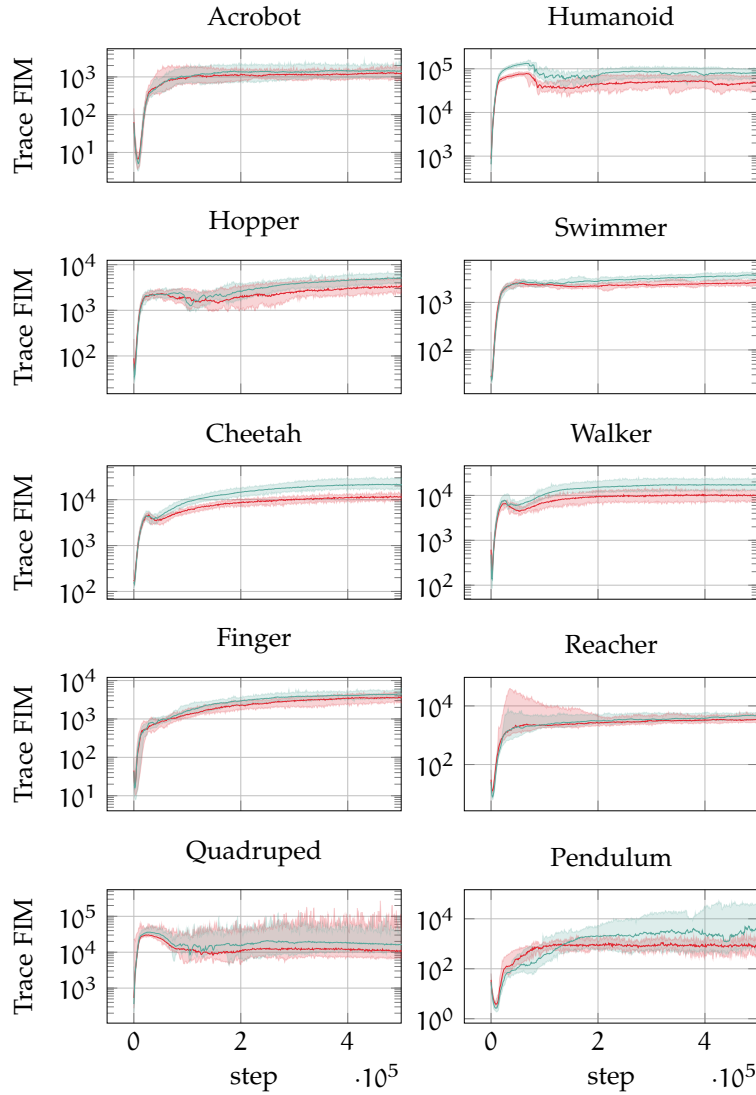 Acrobot Humanoid
Trace FIM
10^3
10^2
10^1
10^5
10^4
10^3
Hopper Swimmer
Trace FIM
10^4
10^3
10^2
10^3
10^2
Cheetah Walker
Trace FIM
10^4
10^3
10^2
10^4
10^3
10^2
Finger Reacher
Trace FIM
10^4
10^3
10^2
10^1
10^4
10^2
Quadruped Pendulum
Trace FIM
10^5
10^4
10^3
10^4
10^2
10^0
0 2 4 0 2 4
step ·10^5 step ·10^5